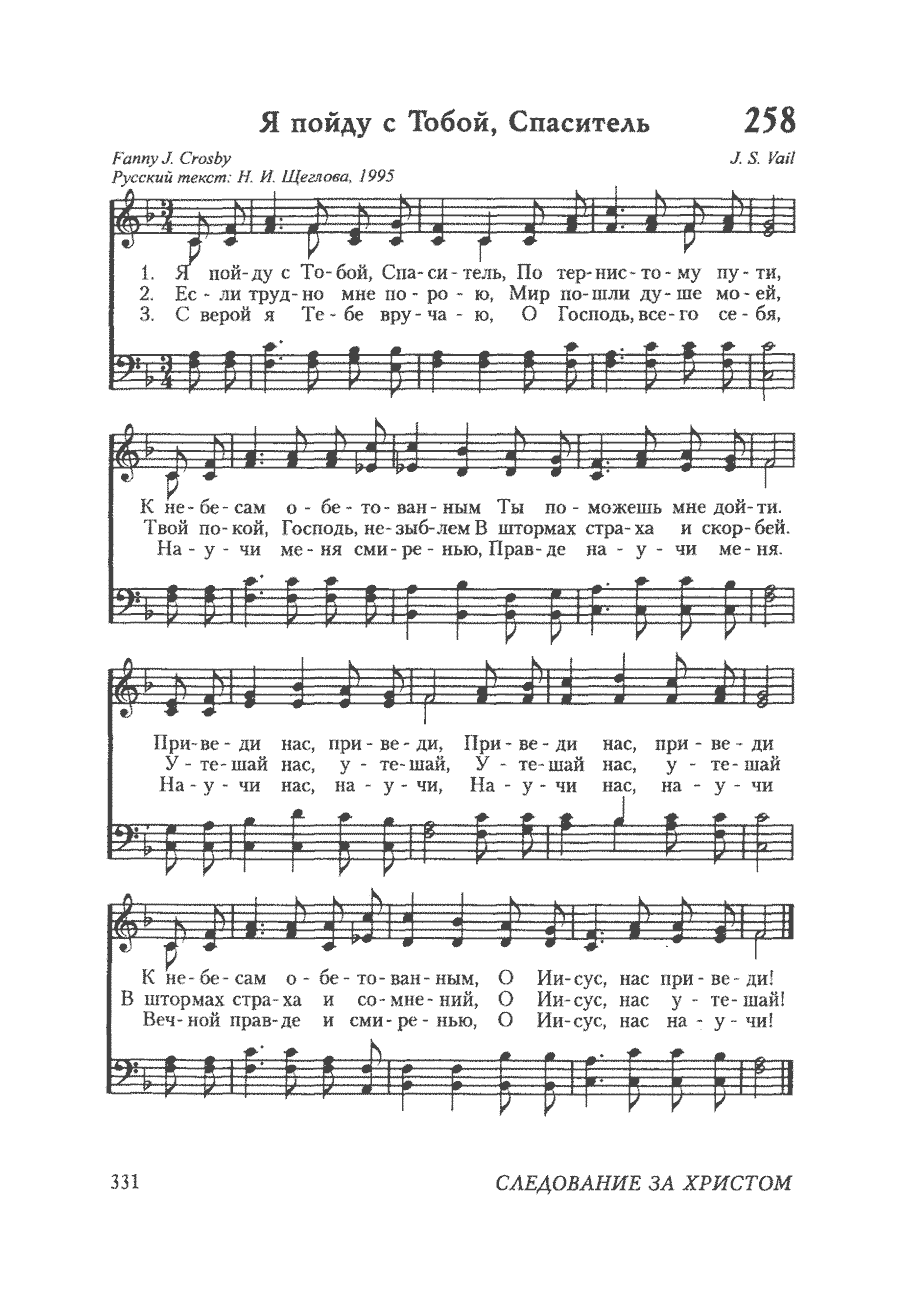 Я пойду с Тобой, Спаситель 258
Fanny J. Crosby J. S. Vail
Русский текст: Н. И. Щеглова, 1995
1. Я пой-ду с То-бой, Спа-си-тель, По тер-нис-то-му пу-ти,
2. Ес-ли труд-но мне по-ро-ю, Мир по-шли ду-ше мо-ей,
3. С верой я Те-бе вру-ча-ю, О Господь, все-го се-бя,
К не-бе-сам о-бе-то-ван-ным Ты по-можешь мне дой-ти.
Твой по-кой, Господь, не-зыб-лем В штормах стра-ха и скор-бей.
На-у-чи ме-ня сми-ре-нью, Прав-де на-у-чи ме-ня.
При-ве-ди нас, при-ве-ди, При-ве-ди нас, при-ве-ди
У-те-шай нас, у-те-шай, У-те-шай нас, у-те-шай
На-у-чи нас, на-у-чи, На-у-чи нас, на-у-чи
К не-бе-сам о-бе-то-ван-ным, О Ии-сус, нас при-ве-ди!
В штормах стра-ха и со-мне-ний, О Ии-сус, нас у-те-шай!
Веч-ной прав-де и сми-ре-нью, О Ии-сус, нас на-у-чи!
331 СЛЕДОВАНИЕ ЗА ХРИСТОМ